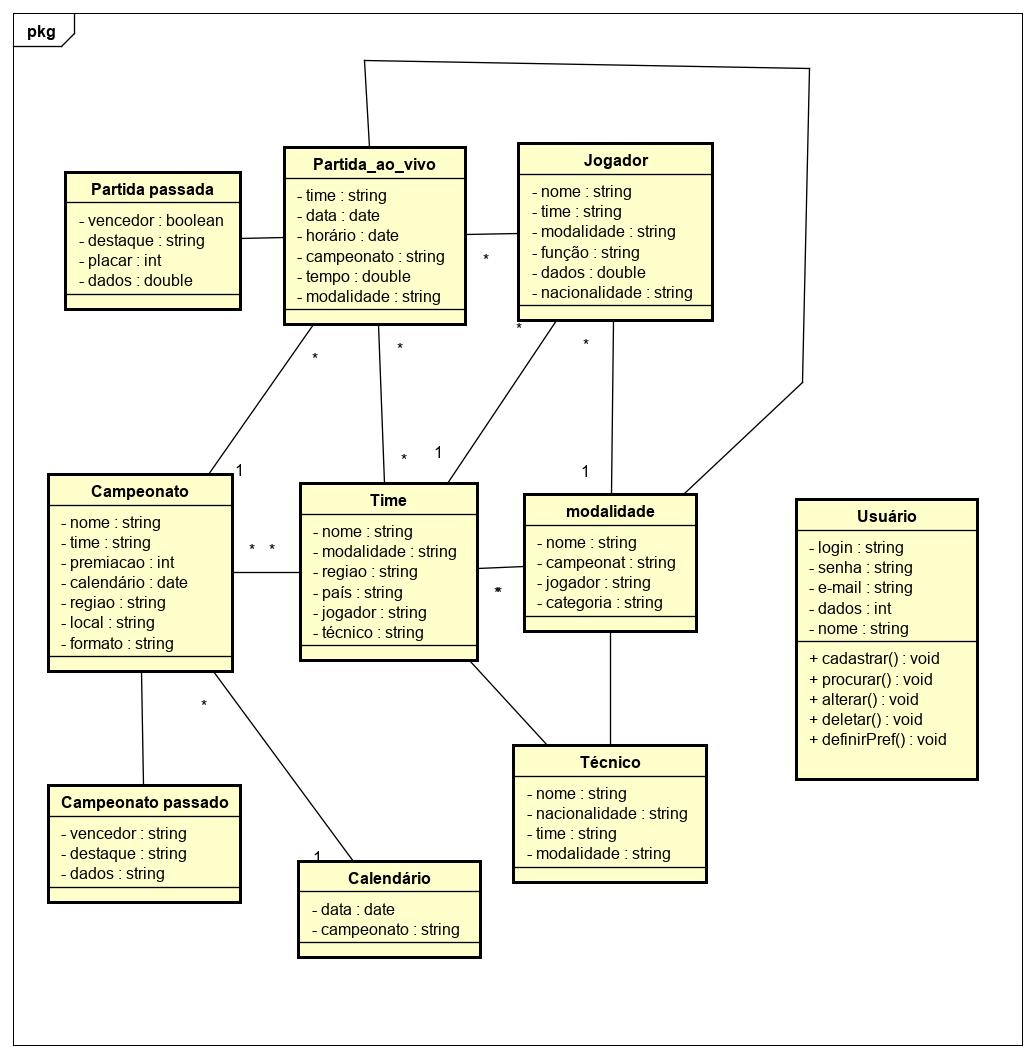 pkg
Partida passada
- vencedor : boolean
- destaque : string
- placar : int
- dados : double
Partida_ao_vivo
- time : string
- data : date
- horário : date
- campeonato : string
- tempo : double
- modalidade : string
Jogador
- nome : string
- time : string
- modalidade : string
- função : string
- dados : double
- nacionalidade : string
*
*
*
*
*
*
1
1
1
Campeonato
- nome : string
- time : string
- premiacao : int
- calendário : date
- regiao : string
- local : string
- formato : string
* *
Time
- nome : string
- modalidade : string
- regiao : string
- país : string
- jogador : string
- técnico : string
**
modalidade
- nome : string
- campeonat : string
- jogador : string
- categoria : string
Usuário
- login : string
- senha : string
- e-mail : string
- dados : int
- nome : string
+ cadastrar() : void
+ procurar() : void
+ alterar() : void
+ deletar() : void
+ definirPref() : void
*
1
Campeonato passado
- vencedor : string
- destaque : string
- dados : string
Calendário
- data : date
- campeonato : string
Técnico
- nome : string
- nacionalidade : string
- time : string
- modalidade : string